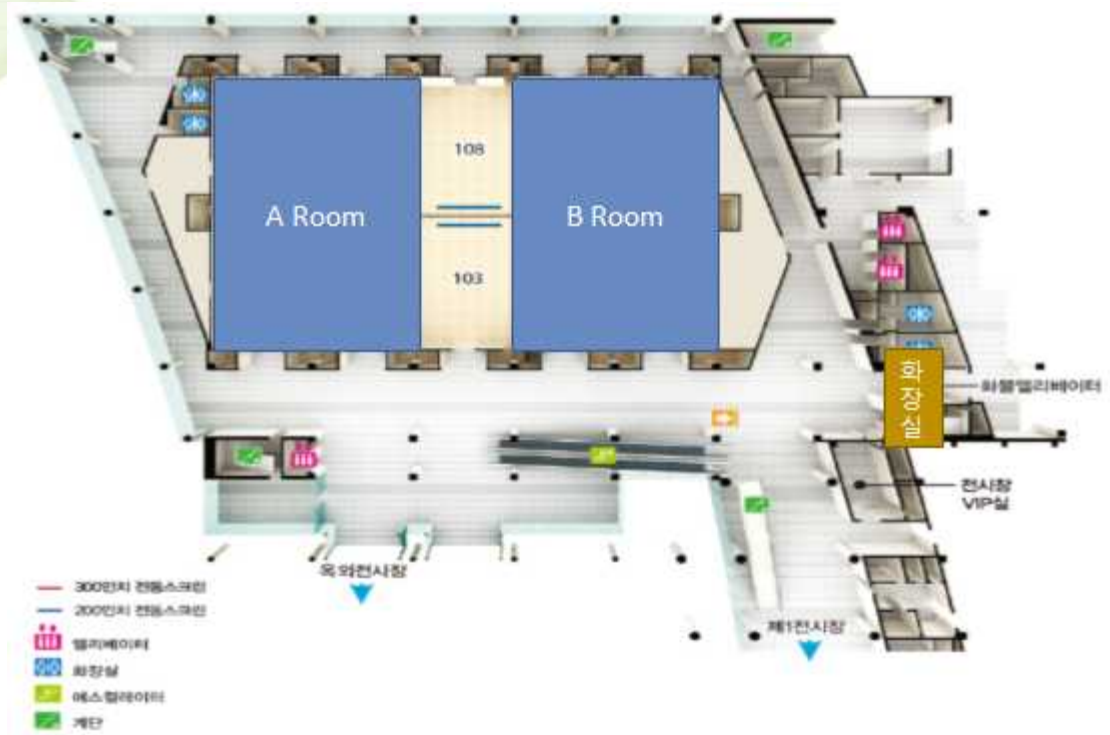 108
A Room
B Room
103
화장실
화물엘리베이터
전시장
VIP실
옥외전시장
제1전시장
300인치 전동스크린
200인치 전동스크린
엘리베이터
화장실
에스컬레이터
계단